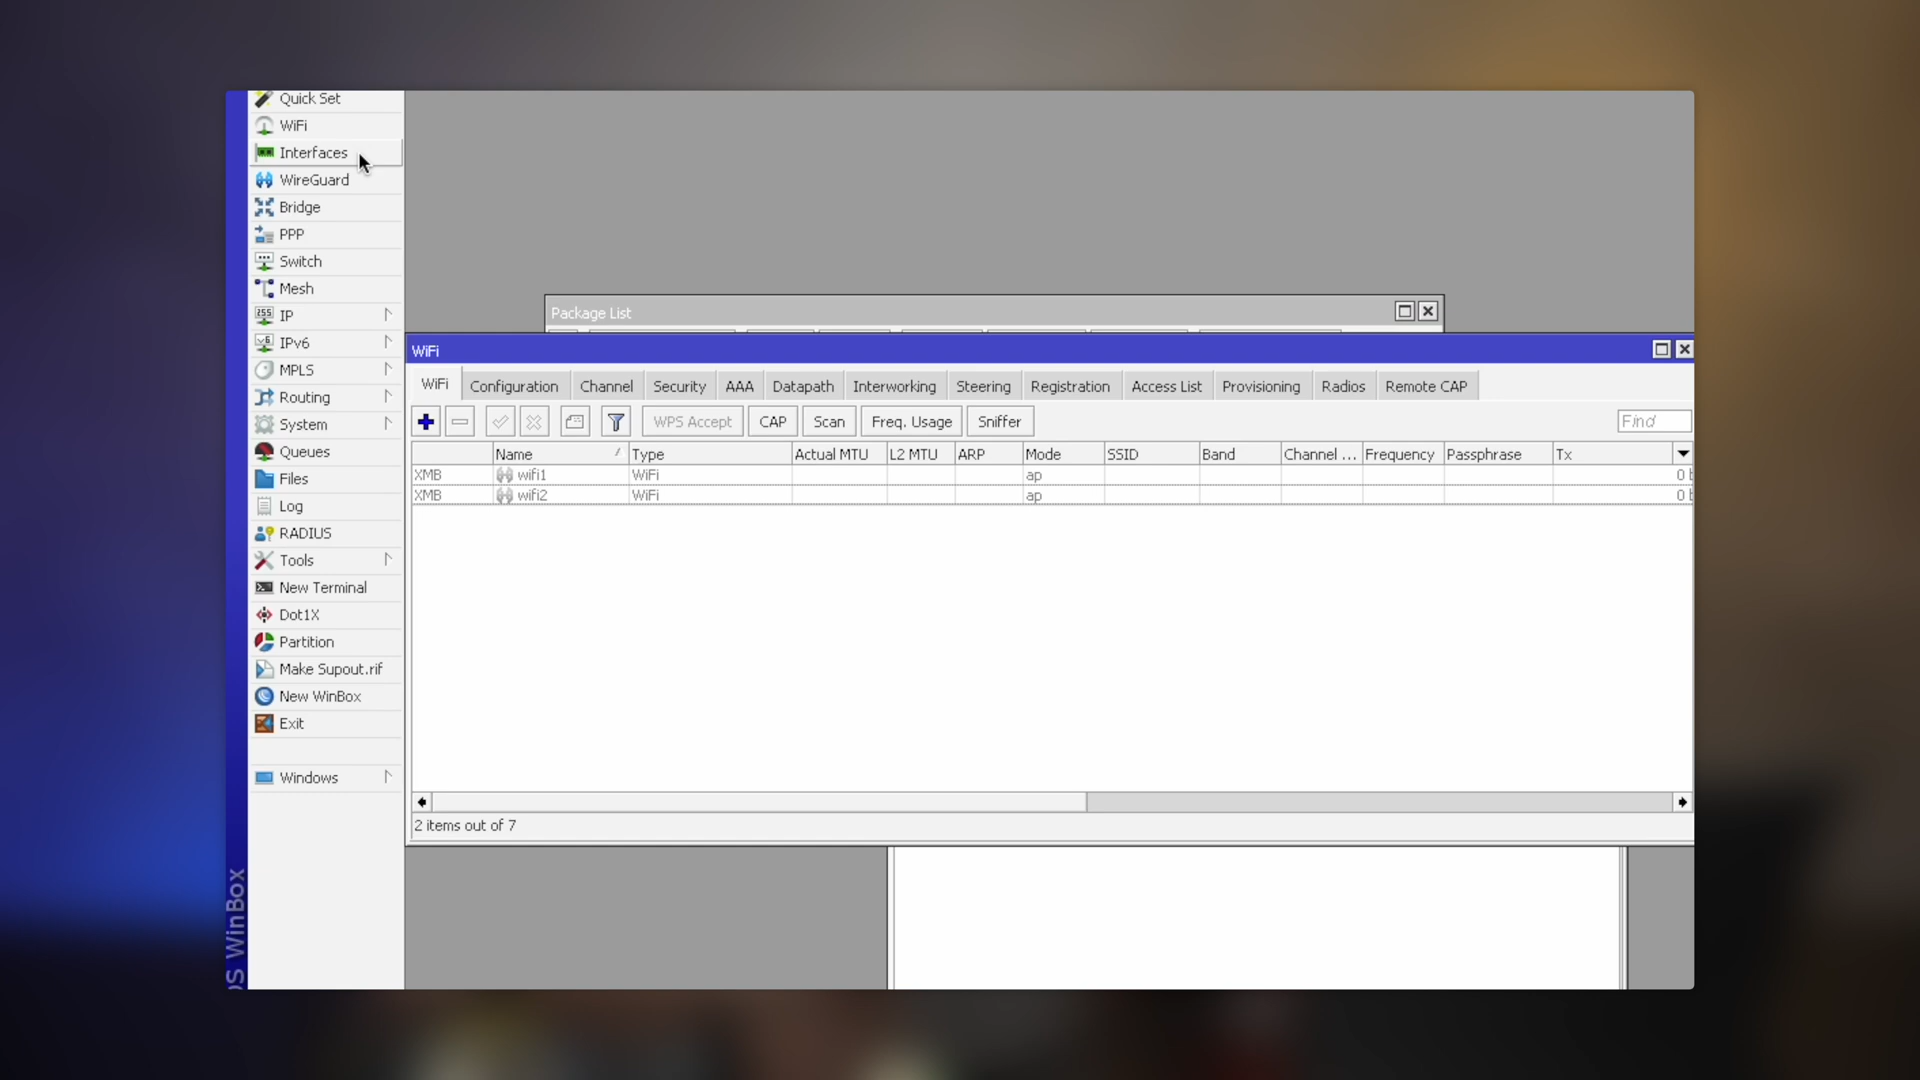 Quick Set
WiFi
Interfaces
WireGuard
Bridge
PPP
Switch
Mesh
IP
IPv6
MPLS
Routing
System
Queues
Files
Log
RADIUS
Tools
New Terminal
Dot1X
Partition
Make Supout.rif
New WinBox
Exit
Windows
OS WinBox
Package List
WiFi
WiFi Configuration Channel Security AAA Datapath Interworking Steering Registration Access List Provisioning Radios Remote CAP
WPS Accept CAP Scan Freq. Usage Sniffer Find
Name Type Actual MTU L2 MTU ARP Mode SSID Band Channel ... Frequency Passphrase Tx
XMB wifi1 WiFi ap 0 b
XMB wifi2 WiFi ap 0 b
2 items out of 7